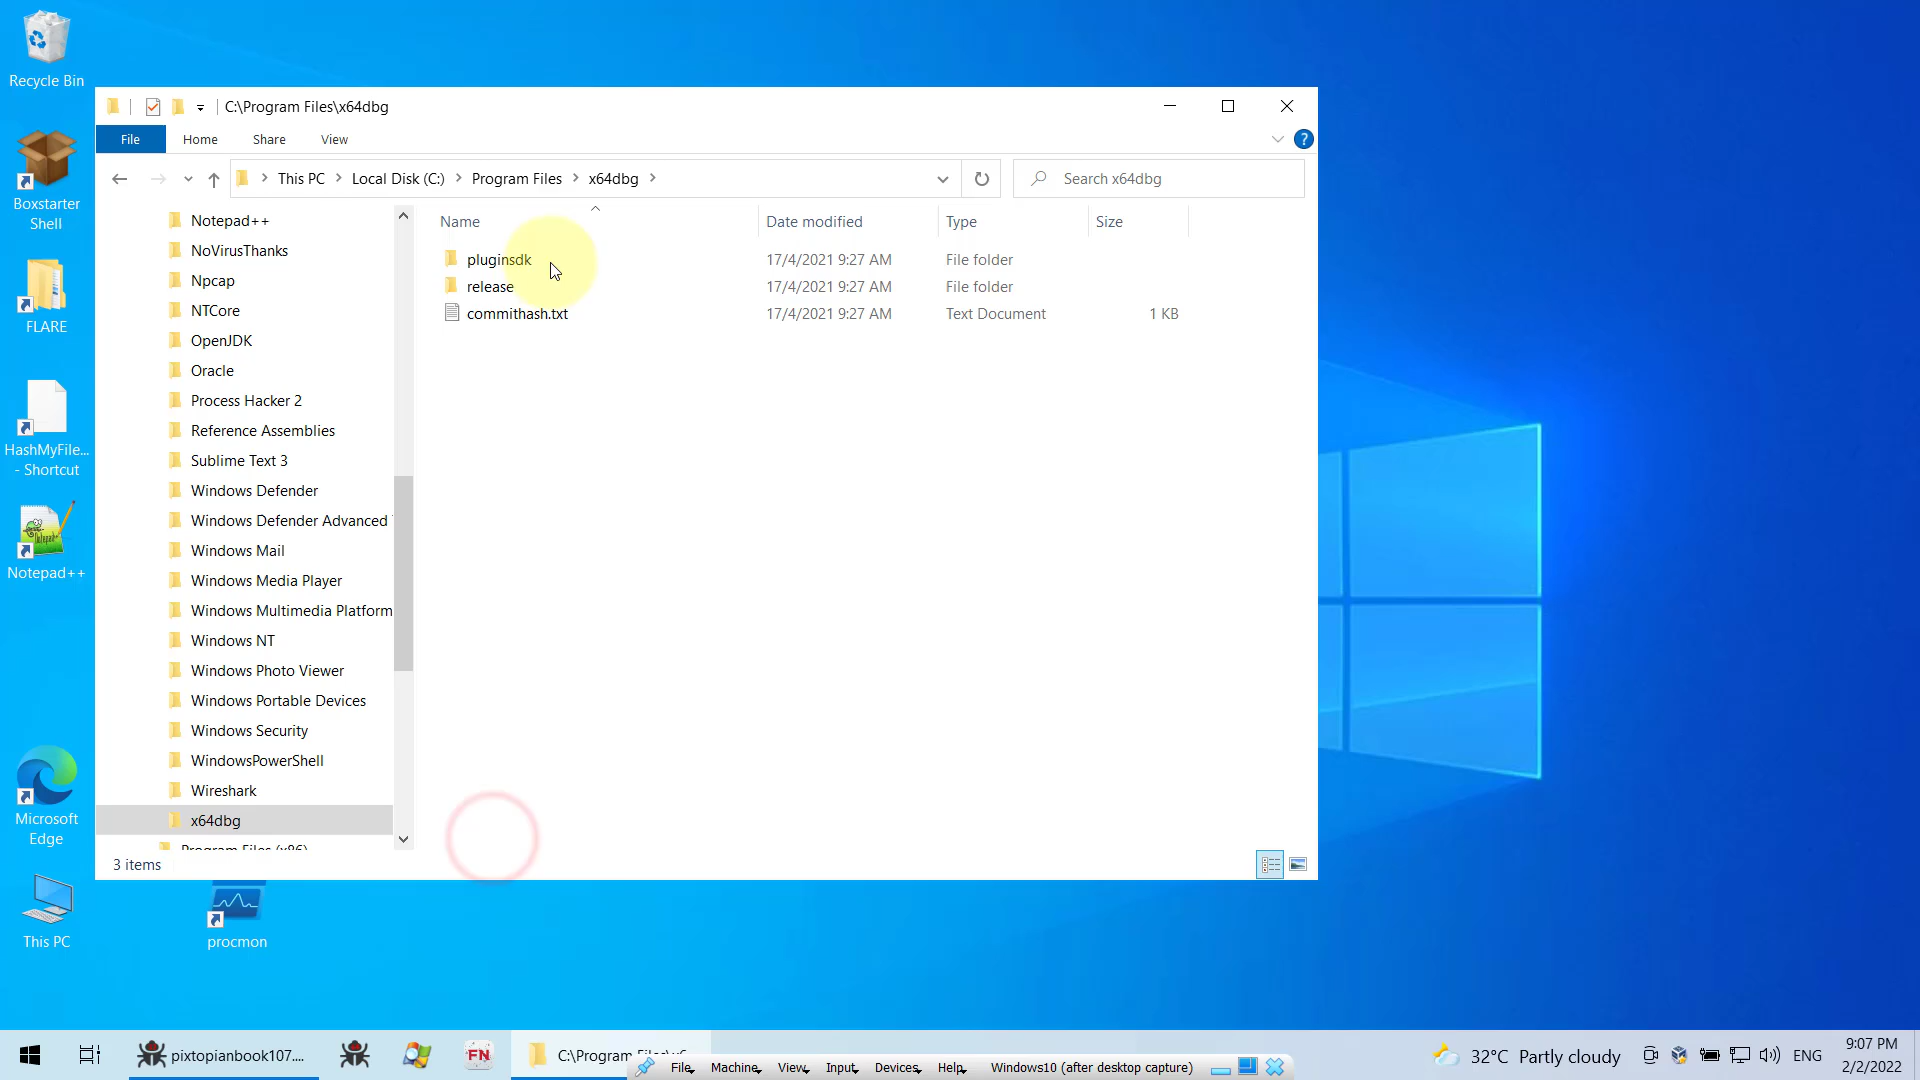 Recycle Bin
Boxstarter
Shell
FLARE
HashMyFile...
- Shortcut
Notepad++
Microsoft
Edge
This PC
procmon
C:\Program Files\x64dbg
File
Home
Share
View
?
This PC
Local Disk (C:)
Program Files
x64dbg
Search x64dbg
Notepad++
NoVirusThanks
Npcap
NTCore
OpenJDK
Oracle
Process Hacker 2
Reference Assemblies
Sublime Text 3
Windows Defender
Windows Defender Advanced
Windows Mail
Windows Media Player
Windows Multimedia Platform
Windows NT
Windows Photo Viewer
Windows Portable Devices
Windows Security
WindowsPowerShell
Wireshark
x64dbg
Program Files (x86)
Name Date modified Type Size
pluginsdk 17/4/2021 9:27 AM File folder
release 17/4/2021 9:27 AM File folder
commithash.txt 17/4/2021 9:27 AM Text Document 1 KB
3 items
pixtopianbook107....
FN
C:\Program Files\x6
File Machine View Input Devices Help Windows10 (after desktop capture)
32°C Partly cloudy
ENG
9:07 PM
2/2/2022